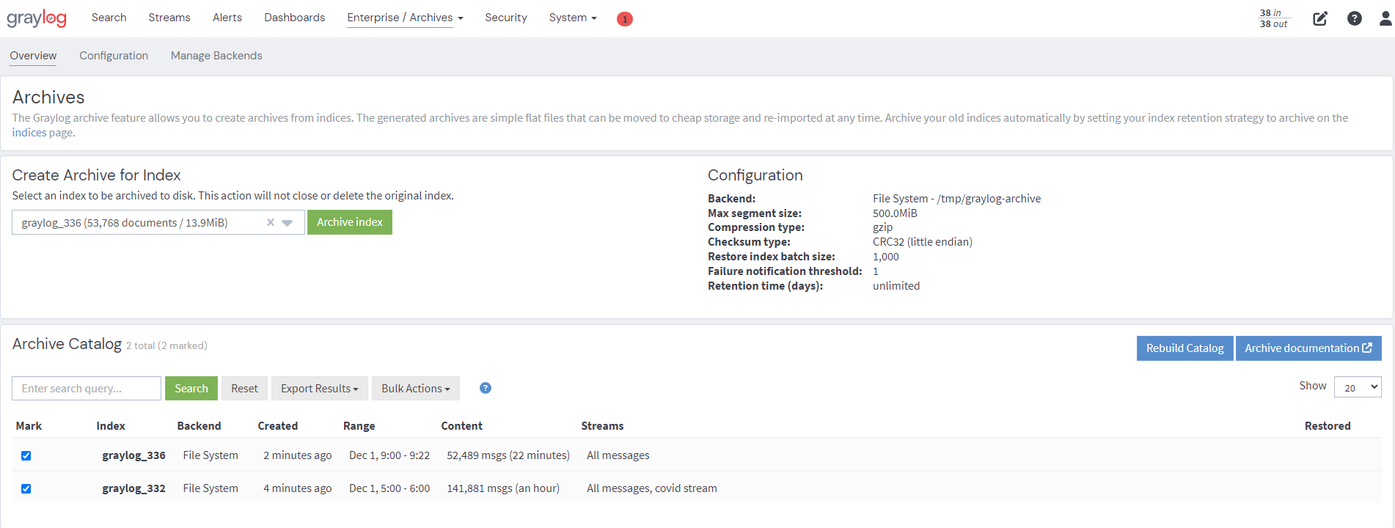 graylog Search Streams Alerts Dashboards Enterprise / Archives Security System 1 38 in
38 out
Overview Configuration Manage Backends
Archives
The Graylog archive feature allows you to create archives from indices. The generated archives are simple flat files that can be moved to cheap storage and re-imported at any time. Archive your old indices automatically by setting your index retention strategy to archive on the
indices page.
Create Archive for Index
Select an index to be archived to disk. This action will not close or delete the original index.
graylog_336 (53,768 documents / 13.9MiB) × Archive index
Configuration
Backend: File System - /tmp/graylog-archive
Max segment size: 500.0MiB
Compression type: gzip
Checksum type: CRC32 (little endian)
Restore index batch size: 1,000
Failure notification threshold: 1
Retention time (days): unlimited
Archive Catalog 2 total (2 marked) Rebuild Catalog Archive documentation
Enter search query... Search Reset Export Results Bulk Actions ? Show 20
Mark Index Backend Created Range Content Streams Restored
graylog_336 File System 2 minutes ago Dec 1, 9:00 - 9:22 52,489 msgs (22 minutes) All messages
graylog_332 File System 4 minutes ago Dec 1, 5:00 - 6:00 141,881 msgs (an hour) All messages, covid stream